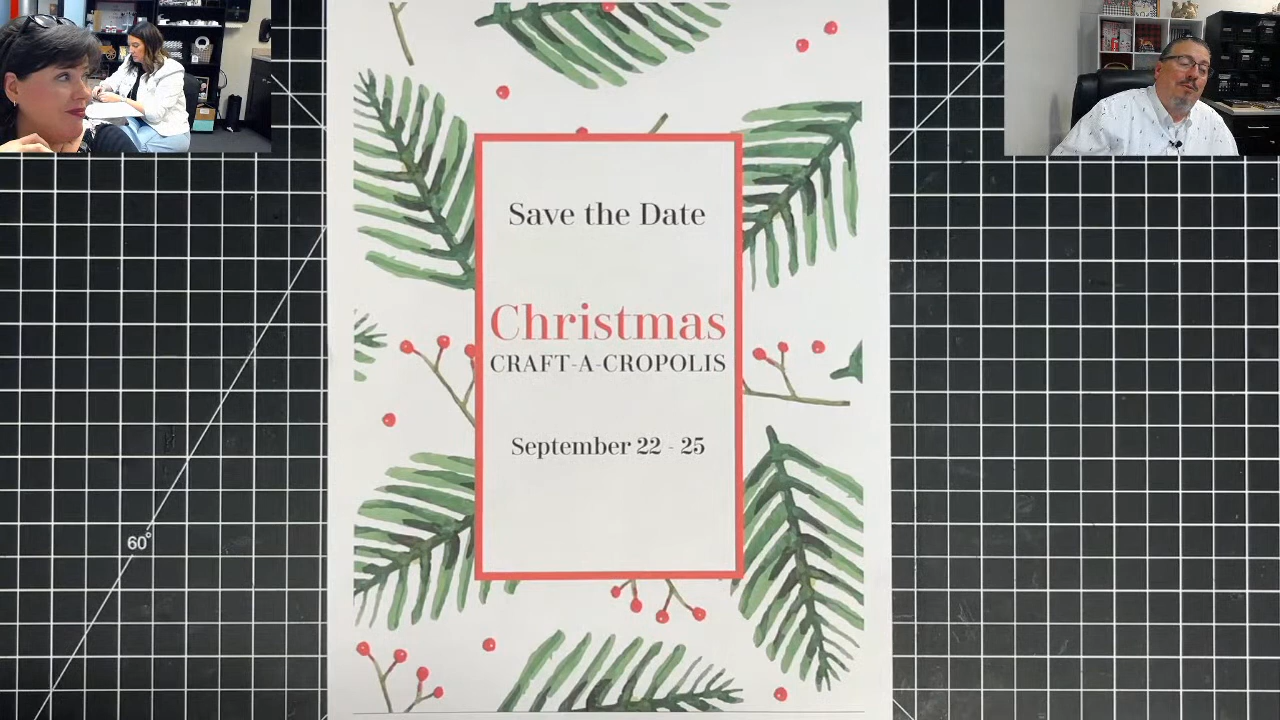 Save the Date
Christmas
CRAFT-A-CROPOLIS
September 22 - 25
60°